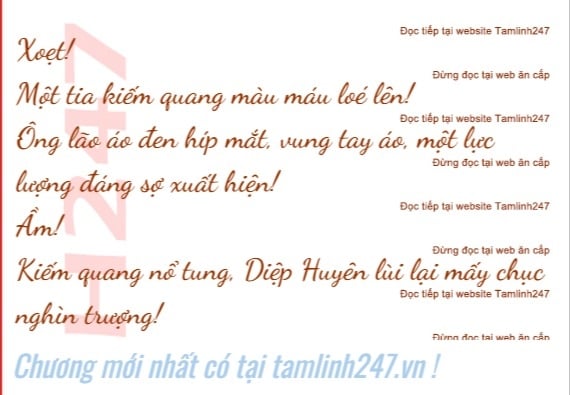 Đọc tiếp tại website Tamlinh247
Xoẹt!
Đừng đọc tại web ăn cắp
Một tia kiếm quang màu máu loé lên!
Đọc tiếp tại website Tamlinh247
Ông lão áo đen híp mắt, vung tay áo, một lực
Đừng đọc tại web ăn cắp
lượng đáng sợ xuất hiện!
Đọc tiếp tại website Tamlinh247
Ầm!
Đừng đọc tại web ăn cắp
Kiếm quang nổ tung, Diệp Huyên lùi lại mấy chục
Đọc tiếp tại website Tamlinh247
nghìn trượng!
Đừng đọc tại web ăn cắp
Chương mới nhất có tại tamlinh247.vn !
H247